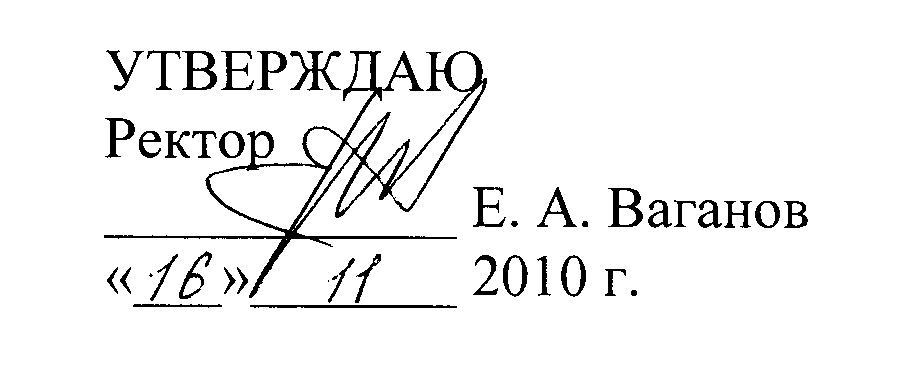 УТВЕРЖДАЮ
Ректор
Е. А. Ваганов
«16» 11 2010 г.